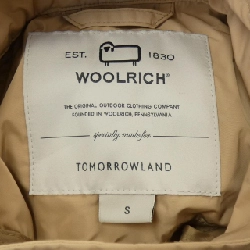 EST. 1830
WOOLRICH®
THE ORIGINAL OUTDOOR CLOTHING COMPANY
FOUNDED IN WOOLRICH, PENNSYLVANIA
specially made for
TOMORROWLAND
S